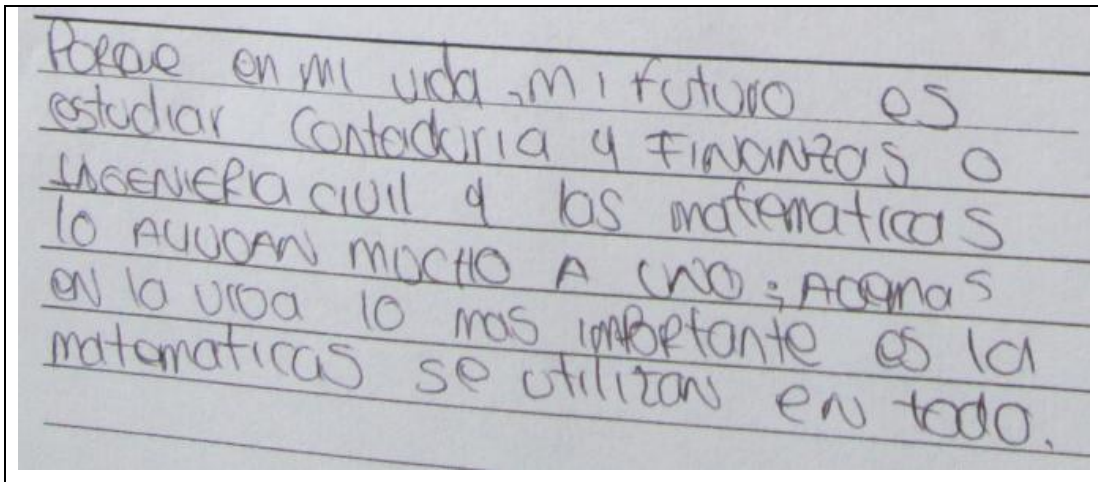 Porque en mi vida, mi futuro es
estudiar Contaduria y FINANZAS o
INGENIERIA civil y las matematicas
lo AYUDAN MUCHO A UNO; ADEMAS
en la vida lo mas importante es la
matematicas se utilizan en todo.